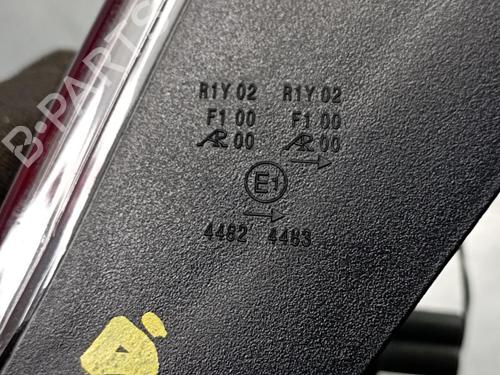 B-PARTS
R1Y 02 R1Y 02
F1 00 F1 00
AR 00 AR 00
E1
4482 4483